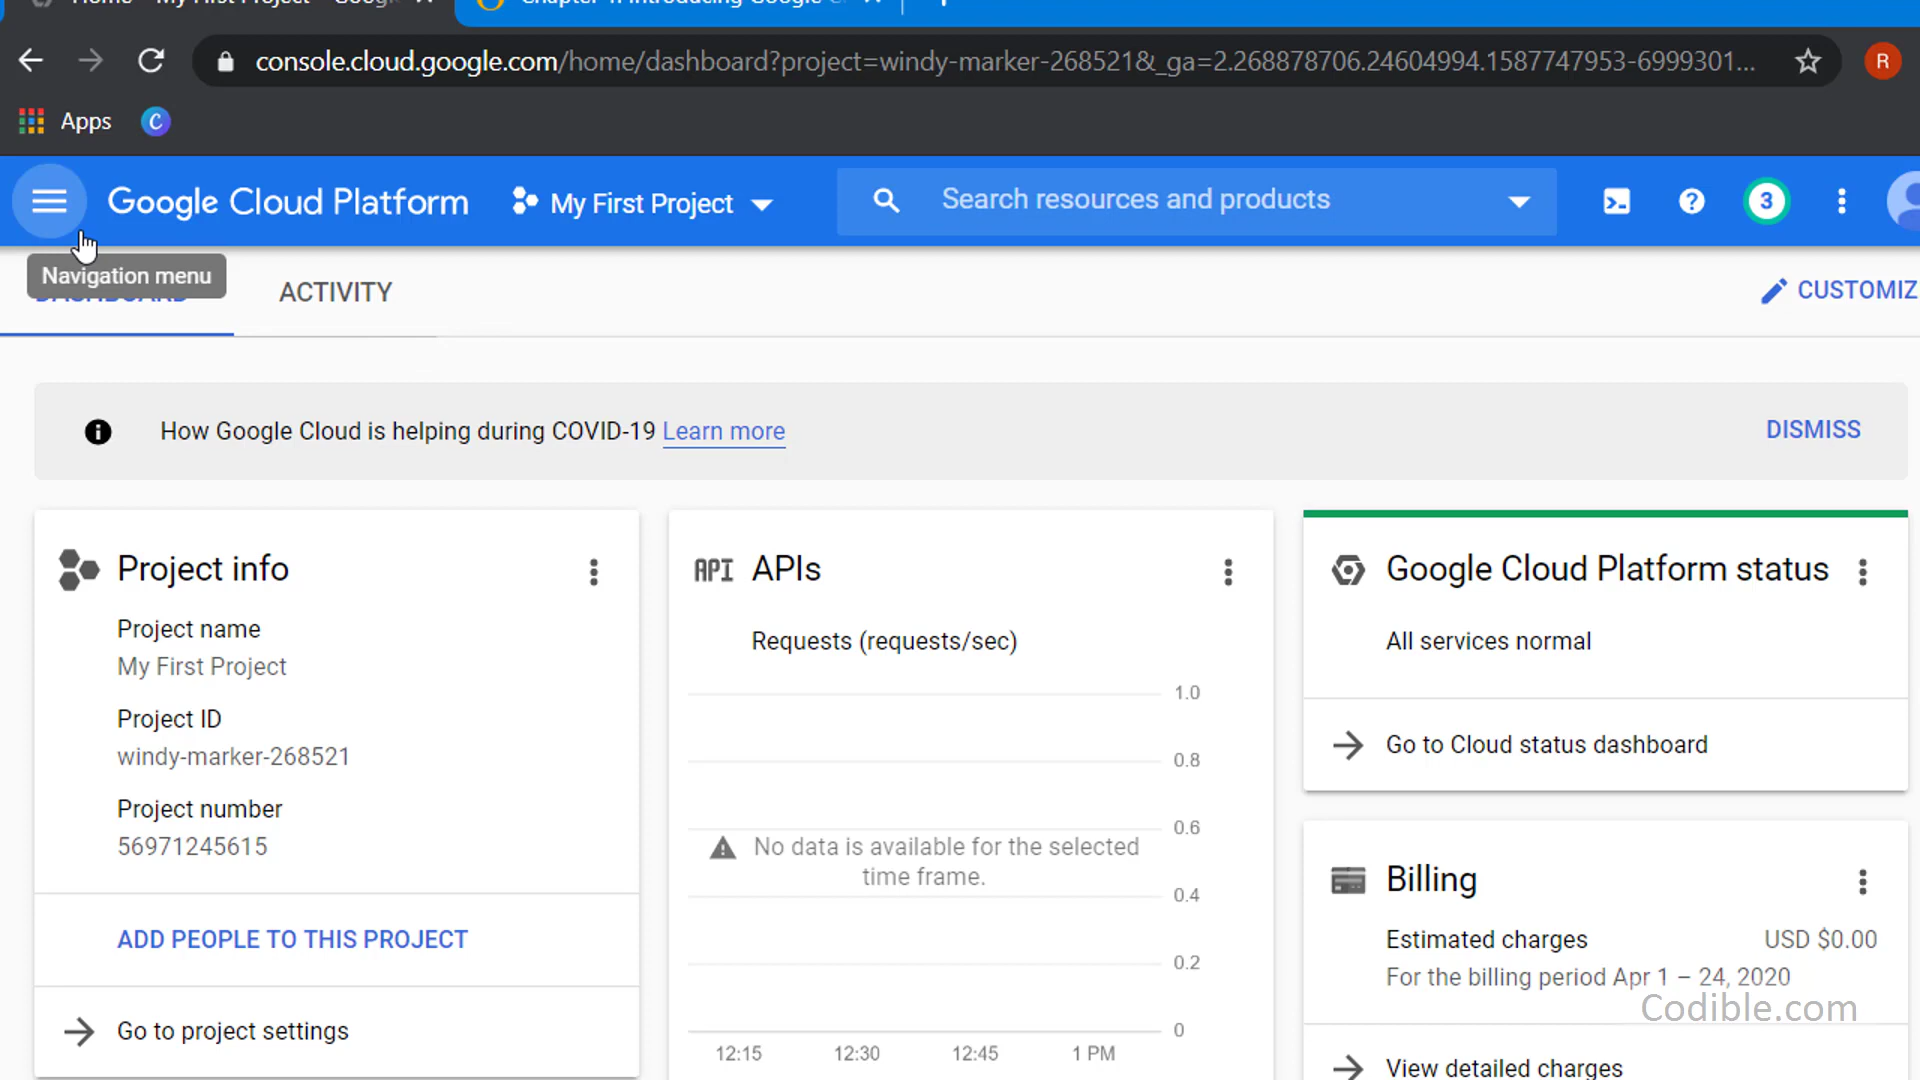 console.cloud.google.com/home/dashboard?project=windy-marker-268521&_ga=2.268878706.24604994.1587747953-6999301...
R
Apps
C
Google Cloud Platform
My First Project
Search resources and products
3
Navigation menu
ACTIVITY
CUSTOMIZ
How Google Cloud is helping during COVID-19 Learn more
DISMISS
Project info
Project name
My First Project
Project ID
windy-marker-268521
Project number
56971245615
ADD PEOPLE TO THIS PROJECT
Go to project settings
API APIs
Requests (requests/sec)
1.0
0.8
0.6
No data is available for the selected
time frame.
0.4
0.2
0
12:15 12:30 12:45 1 PM
Google Cloud Platform status
All services normal
Go to Cloud status dashboard
Billing
Estimated charges USD $0.00
For the billing period Apr 1 – 24, 2020
Codible.com
View detailed charges